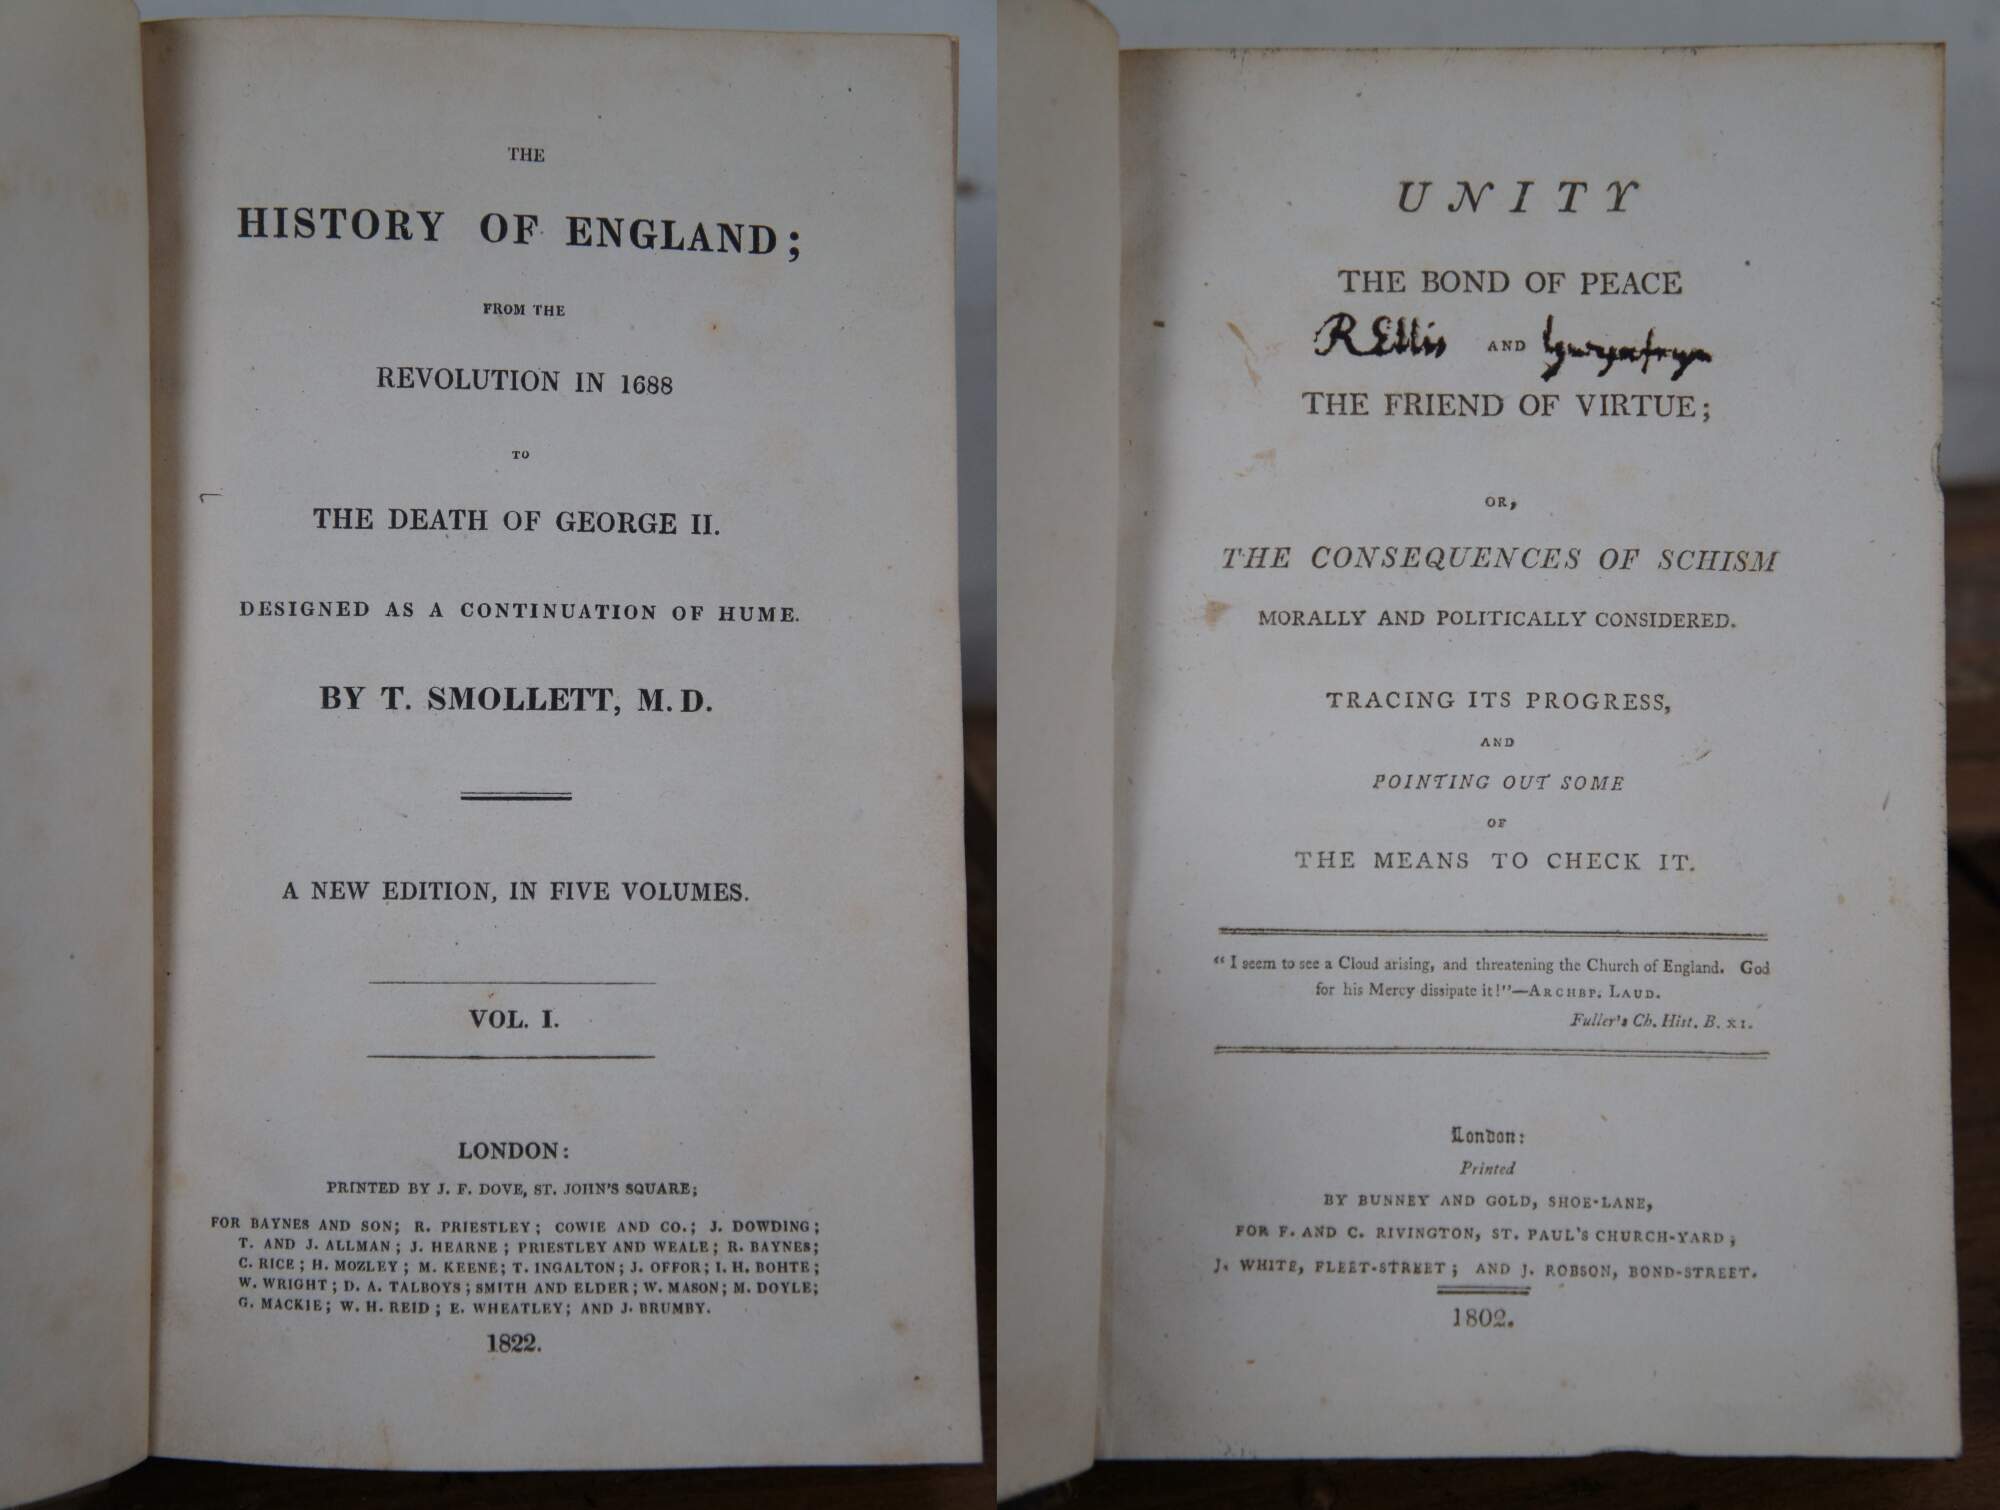 THE
HISTORY OF ENGLAND;
FROM THE
REVOLUTION IN 1688
TO
THE DEATH OF GEORGE II.
DESIGNED AS A CONTINUATION OF HUME.
BY T. SMOLLETT, M.D.
A NEW EDITION, IN FIVE VOLUMES.
VOL. I.
LONDON:
PRINTED BY J. F. DOVE, ST. JOHN'S SQUARE;
FOR BAYNES AND SON; R. PRIESTLEY; COWIE AND CO.; J. DOWDING;
T. AND J. ALLMAN; J. HEARNE; PRIESTLEY AND WEALE; R. BAYNES;
C. RICE; H. MOZLEY; M. KEENE; T. INGALTON; J. OFFOR; I. H. BOHTE;
W. WRIGHT; D. A. TALBOYS; SMITH AND ELDER; W. MASON; M. DOYLE;
G. MACKIE; W. H. REID; E. WHEATLEY; AND J. BRUMBY.
1822.
UNITY
THE BOND OF PEACE
R Ellis AND
THE FRIEND OF VIRTUE;
OR,
THE CONSEQUENCES OF SCHISM
MORALLY AND POLITICALLY CONSIDERED.
TRACING ITS PROGRESS,
AND
POINTING OUT SOME
OF
THE MEANS TO CHECK IT.
"I seem to see a Cloud arising, and threatening the Church of England. God
for his Mercy dissipate it!"—ARCHBP. LAUD.
Fuller's Ch. Hist. B. XI.
London:
Printed
BY BUNNEY AND GOLD, SHOE-LANE,
FOR F. AND C. RIVINGTON, ST. PAUL'S CHURCH-YARD;
J. WHITE, FLEET-STREET; AND J. ROBSON, BOND-STREET.
1802.